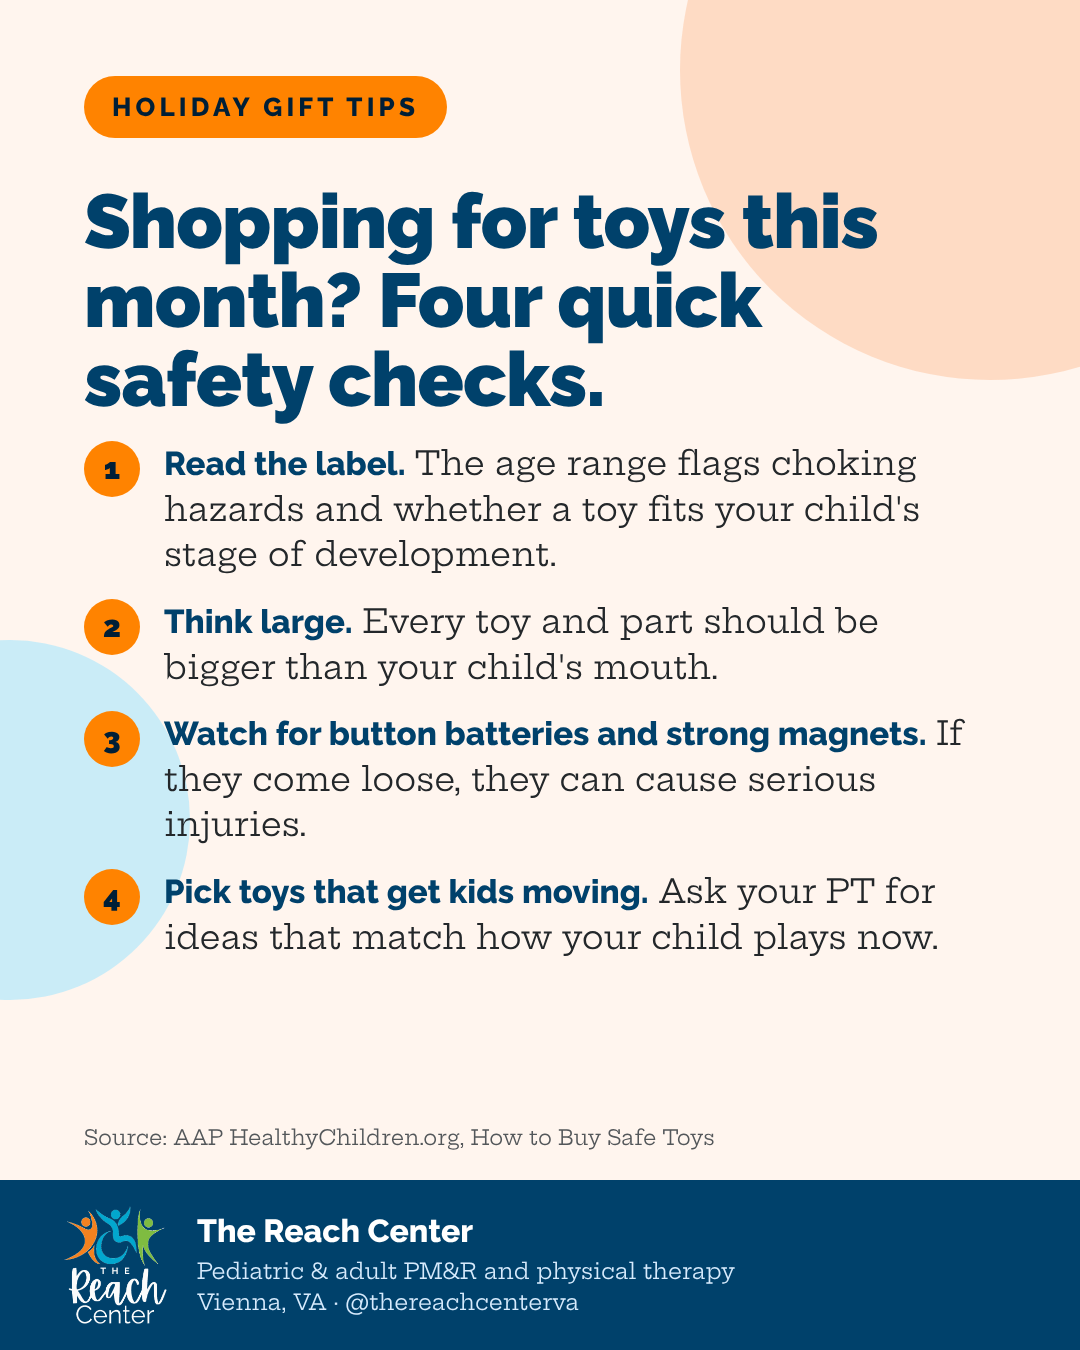 HOLIDAY GIFT TIPS
Shopping for toys this
month? Four quick
safety checks.
1 Read the label. The age range flags choking
hazards and whether a toy fits your child's
stage of development.
2 Think large. Every toy and part should be
bigger than your child's mouth.
3 Watch for button batteries and strong magnets. If
they come loose, they can cause serious
injuries.
4 Pick toys that get kids moving. Ask your PT for
ideas that match how your child plays now.
Source: AAP HealthyChildren.org, How to Buy Safe Toys
THE
Reach
Center
The Reach Center
Pediatric & adult PM&R and physical therapy
Vienna, VA · @thereachcenterva